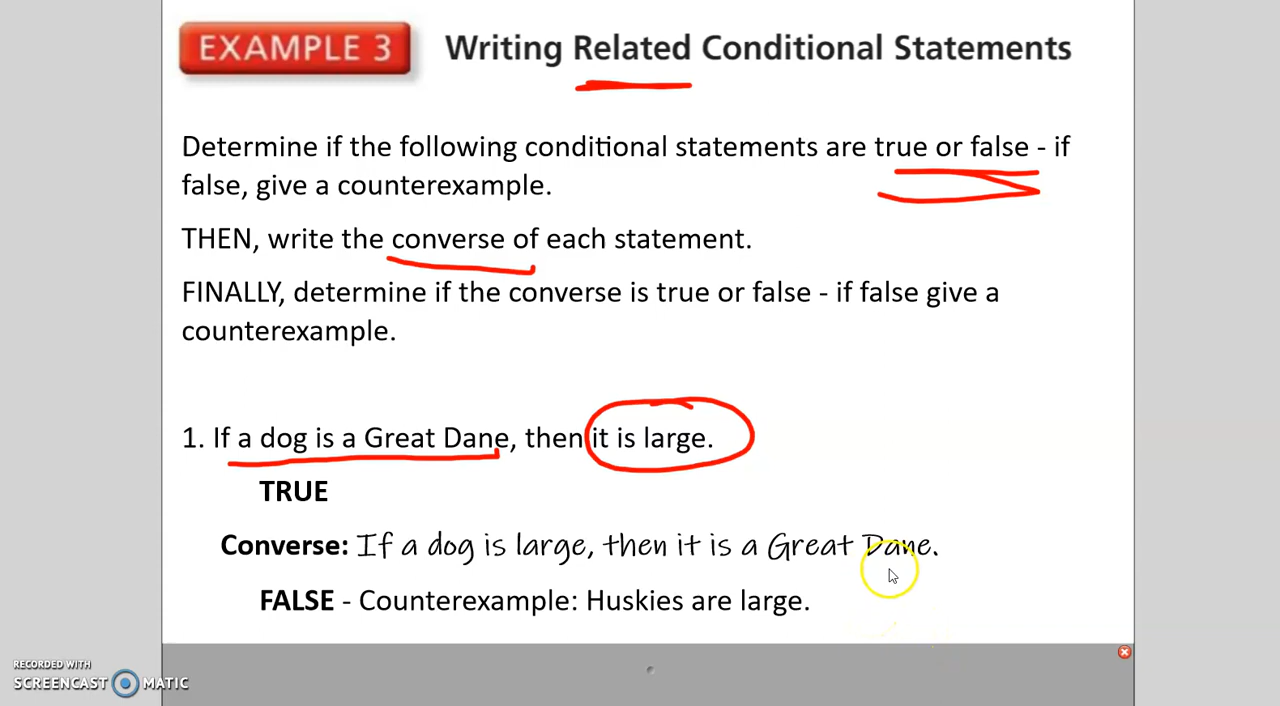 EXAMPLE 3 Writing Related Conditional Statements
Determine if the following conditional statements are true or false - if
false, give a counterexample.
THEN, write the converse of each statement.
FINALLY, determine if the converse is true or false - if false give a
counterexample.
1. If a dog is a Great Dane, then it is large.
TRUE
Converse: If a dog is large, then it is a Great Dane.
FALSE - Counterexample: Huskies are large.
RECORDED WITH
SCREENCAST MATIC